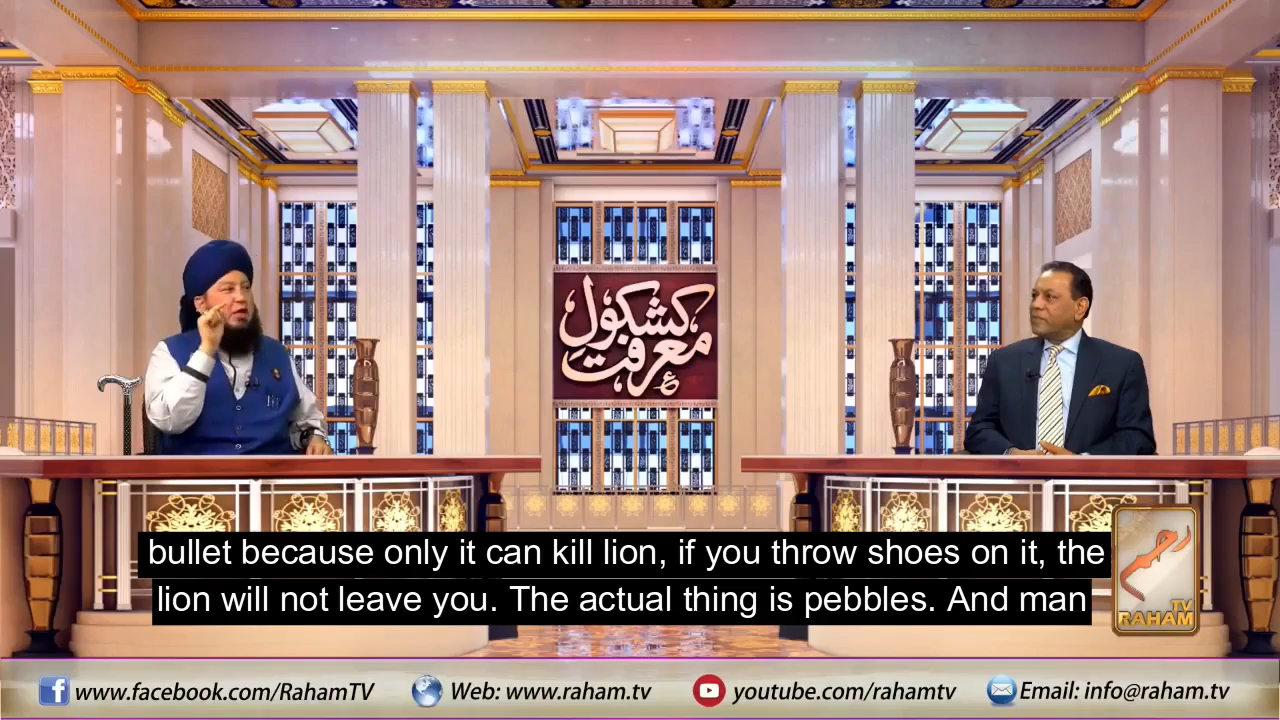 کشکول
معرفت
bullet because only it can kill lion, if you throw shoes on it, the
lion will not leave you. The actual thing is pebbles. And man
رحم
TV
RAHAM
www.facebook.com/RahamTV
Web: www.raham.tv
youtube.com/rahamtv
Email: info@raham.tv